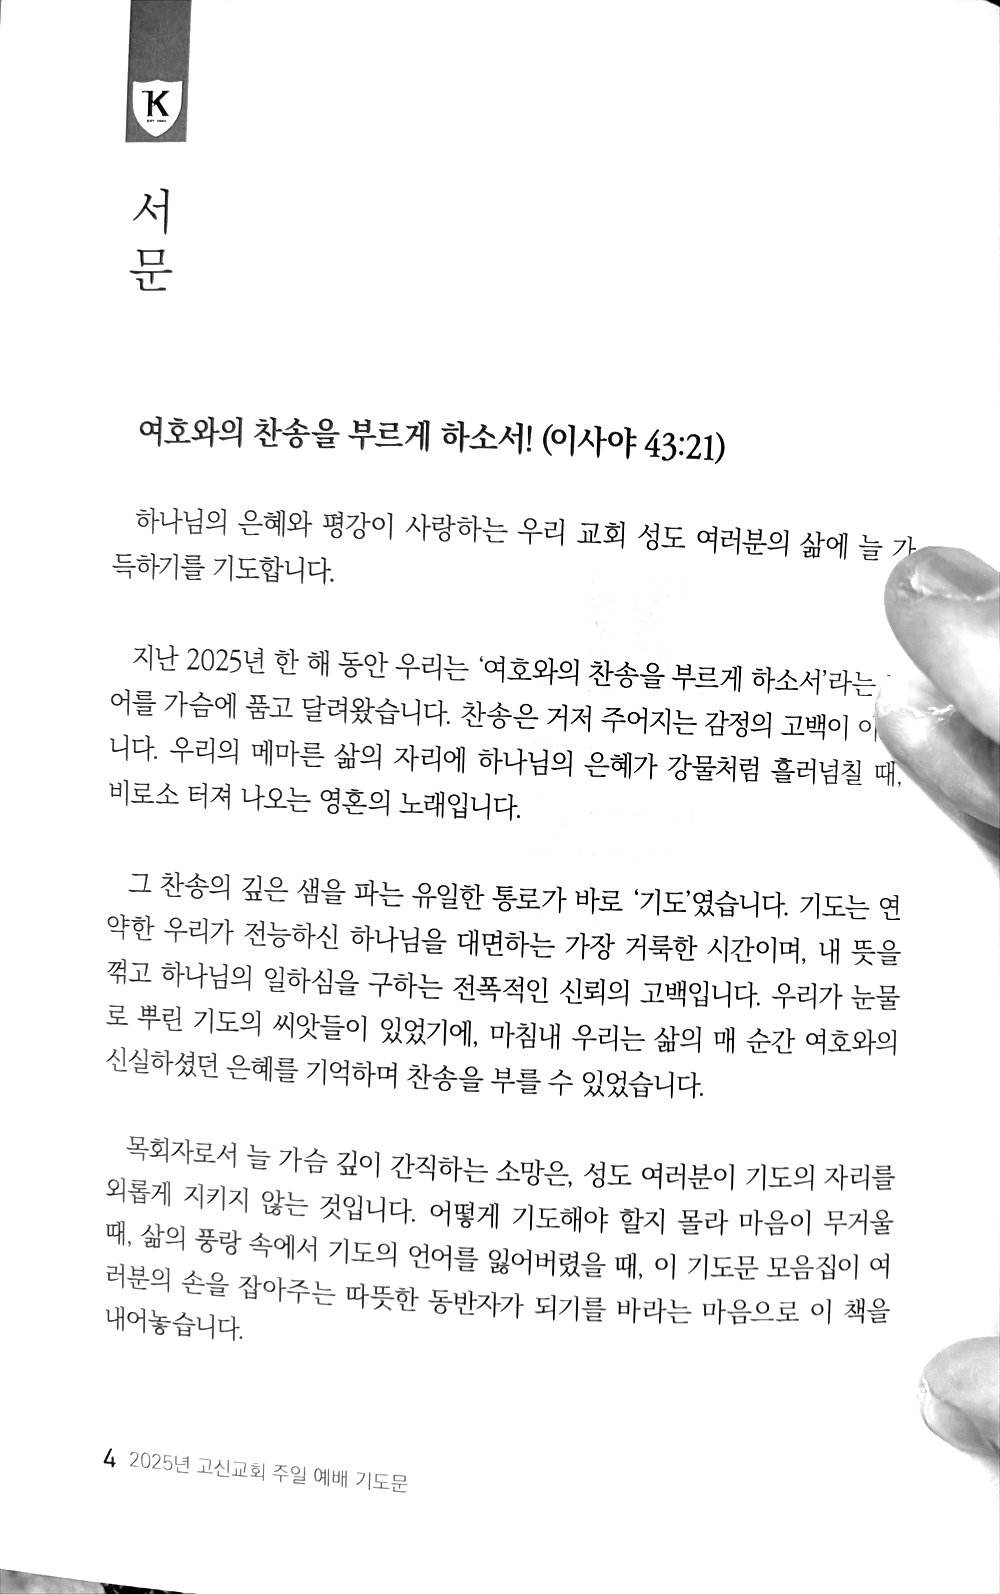 K
서
문
여호와의 찬송을 부르게 하소서! (이사야 43:21)
하나님의 은혜와 평강이 사랑하는 우리 교회 성도 여러분의 삶에 늘 가
득하기를 기도합니다.
지난 2025년 한 해 동안 우리는 ‘여호와의 찬송을 부르게 하소서’라는
어를 가슴에 품고 달려왔습니다. 찬송은 거저 주어지는 감정의 고백이
니다. 우리의 메마른 삶의 자리에 하나님의 은혜가 강물처럼 흘러넘칠 때,
비로소 터져 나오는 영혼의 노래입니다.
그 찬송의 깊은 샘을 파는 유일한 통로가 바로 ‘기도’였습니다. 기도는 연
약한 우리가 전능하신 하나님을 대면하는 가장 거룩한 시간이며, 내 뜻을
꺾고 하나님의 일하심을 구하는 전폭적인 신뢰의 고백입니다. 우리가 눈물
로 뿌린 기도의 씨앗들이 있었기에, 마침내 우리는 삶의 매 순간 여호와의
신실하셨던 은혜를 기억하며 찬송을 부를 수 있었습니다.
목회자로서 늘 가슴 깊이 간직하는 소망은, 성도 여러분이 기도의 자리를
외롭게 지키지 않는 것입니다. 어떻게 기도해야 할지 몰라 마음이 무거울
때, 삶의 풍랑 속에서 기도의 언어를 잃어버렸을 때, 이 기도문 모음집이 여
러분의 손을 잡아주는 따뜻한 동반자가 되기를 바라는 마음으로 이 책을
내어놓습니다.
4 2025년 고신교회 주일 예배 기도문